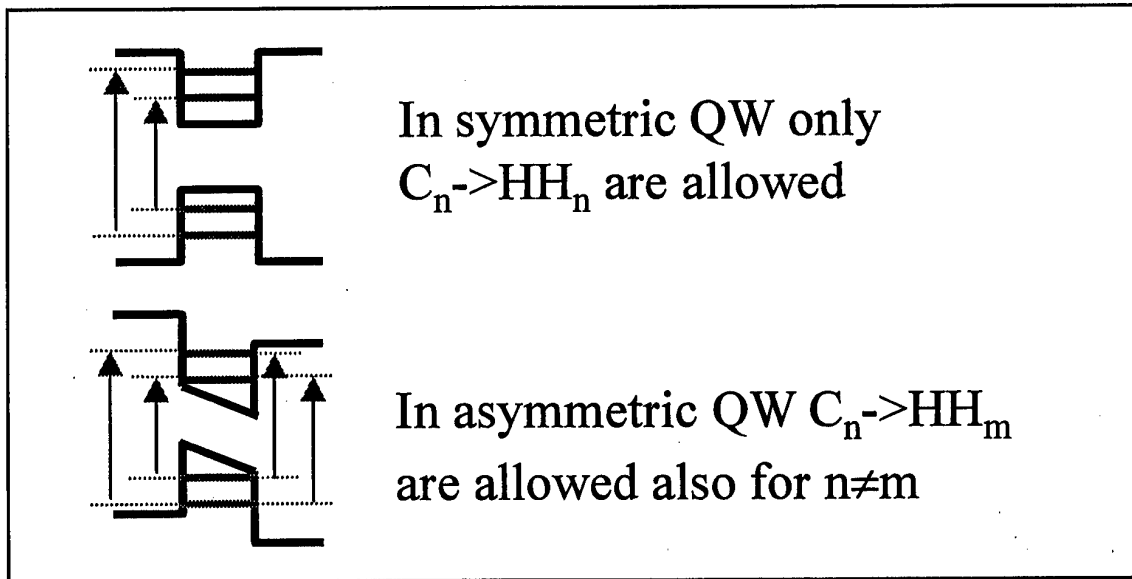 In symmetric QW only
Cₙ->HHₙ are allowed
In asymmetric QW Cₙ->HHₘ
are allowed also for n≠m